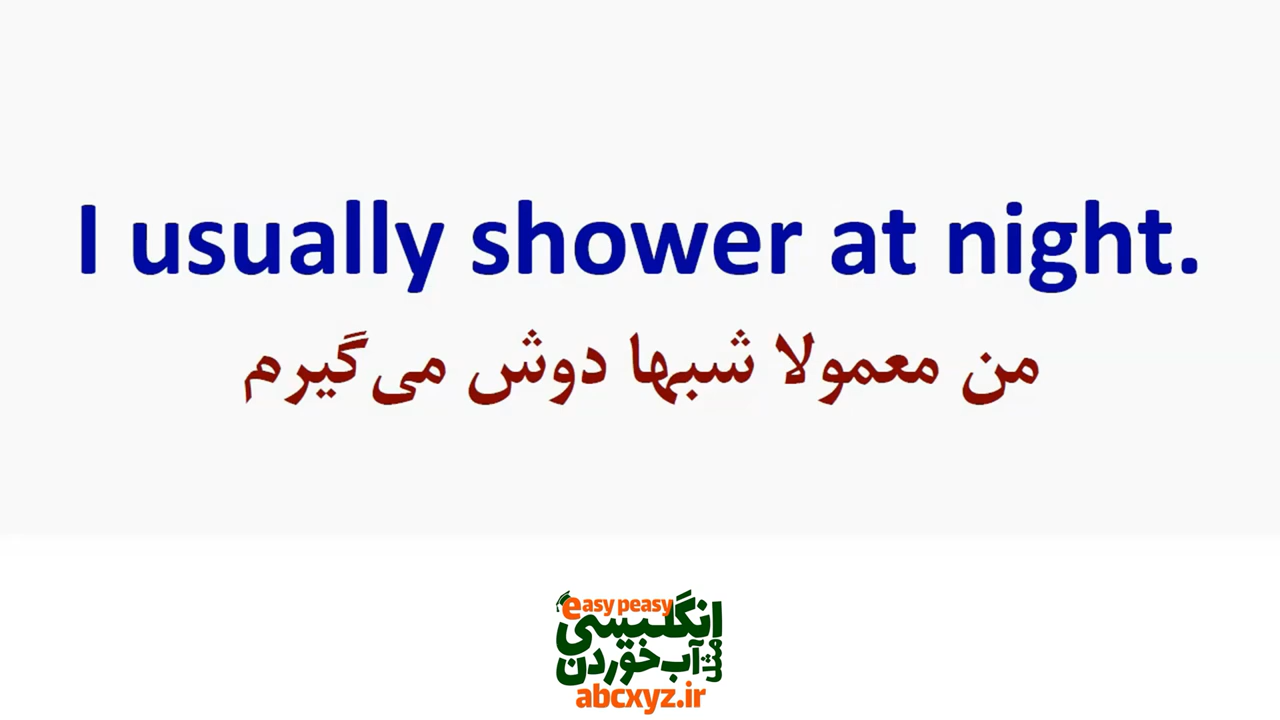 I usually shower at night.
من معمولا شبها دوش می‌گیرم
easy peasy
انگلیسی
مثل آب خوردن
abcxyz.ir